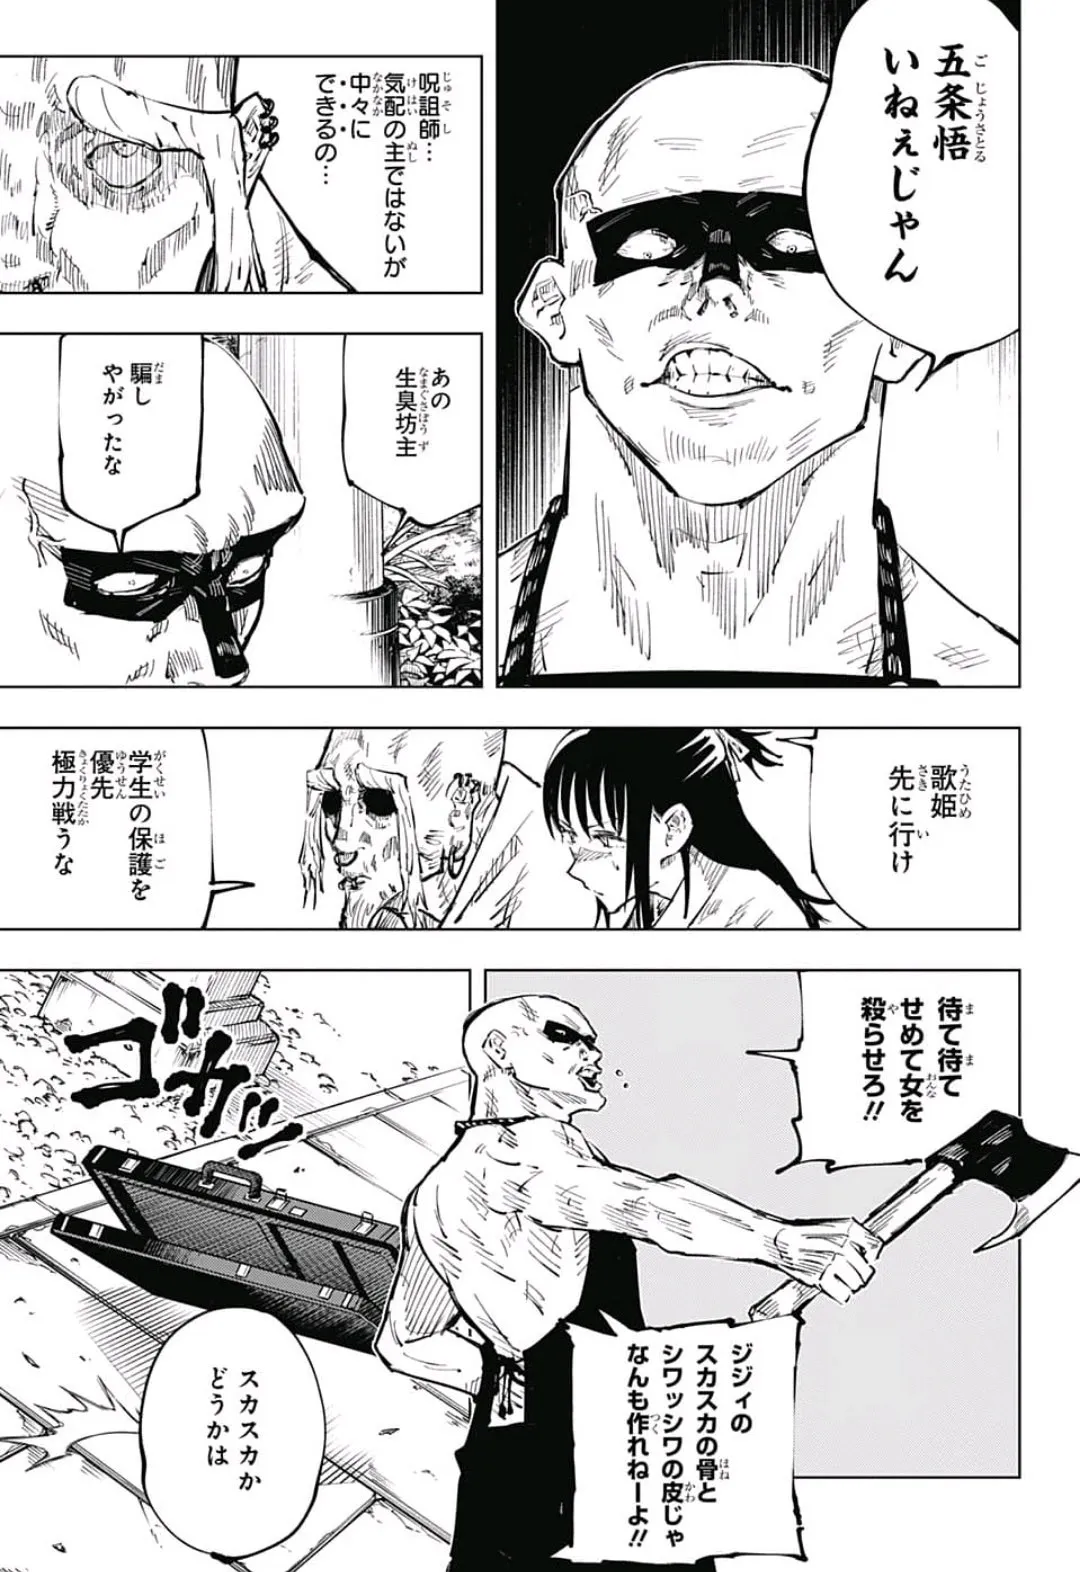 五条悟
いねぇじゃん
呪詛師…
気配の主ではないが
中々に
できるの…
あの
生臭坊主
騙し
やがったな
歌姫
先に行け
学生の保護を
優先
極力戦うな
待て待て
せめて女を
殺らせろ!!
ジジィの
スカスカの骨と
シワッシワの皮じゃ
なんも作れねーよ!!
ゴカッ
スカスカか
どうかは